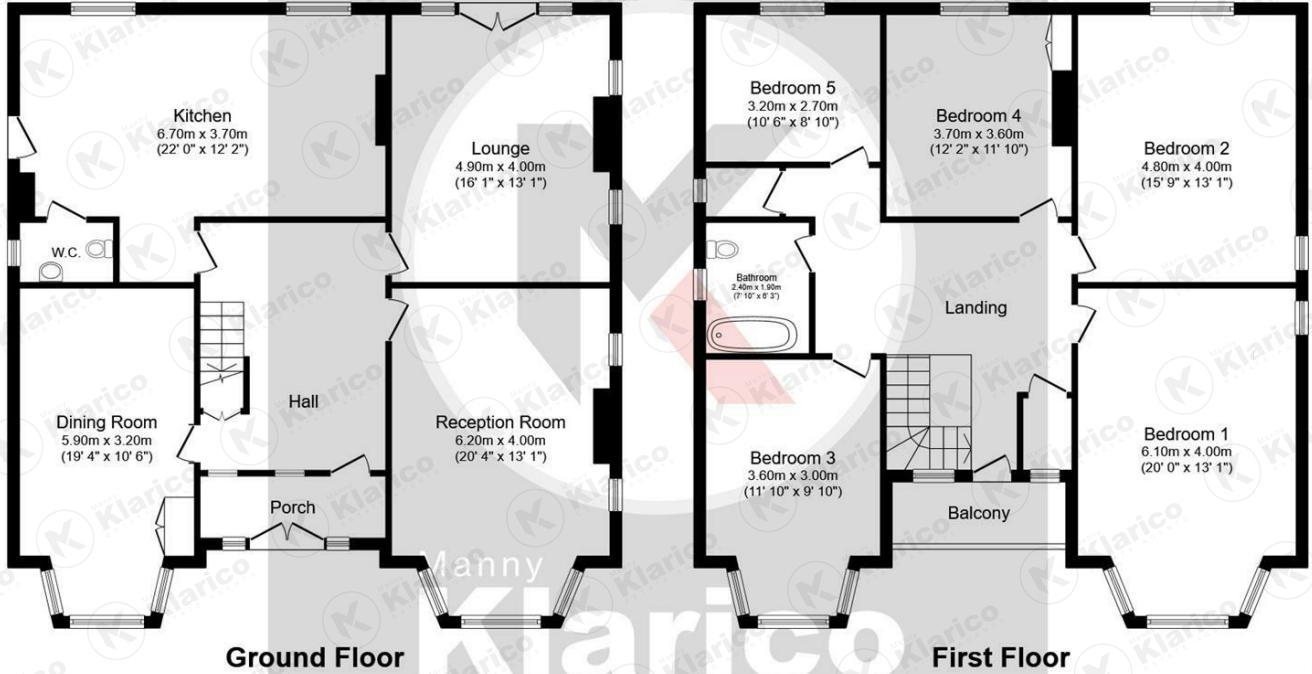 Kitchen
6.70m x 3.70m
(22' 0" x 12' 2")
Lounge
4.90m x 4.00m
(16' 1" x 13' 1")
W.C.
Hall
Dining Room
5.90m x 3.20m
(19' 4" x 10' 6")
Reception Room
6.20m x 4.00m
(20' 4" x 13' 1")
Porch
Ground Floor
Bedroom 5
3.20m x 2.70m
(10' 6" x 8' 10")
Bedroom 4
3.70m x 3.60m
(12' 2" x 11' 10")
Bedroom 2
4.80m x 4.00m
(15' 9" x 13' 1")
Bathroom
2.40m x 1.90m
(7' 10" x 6' 3")
Landing
Bedroom 3
3.60m x 3.00m
(11' 10" x 9' 10")
Bedroom 1
6.10m x 4.00m
(20' 0" x 13' 1")
Balcony
First Floor
Manny
Klarico